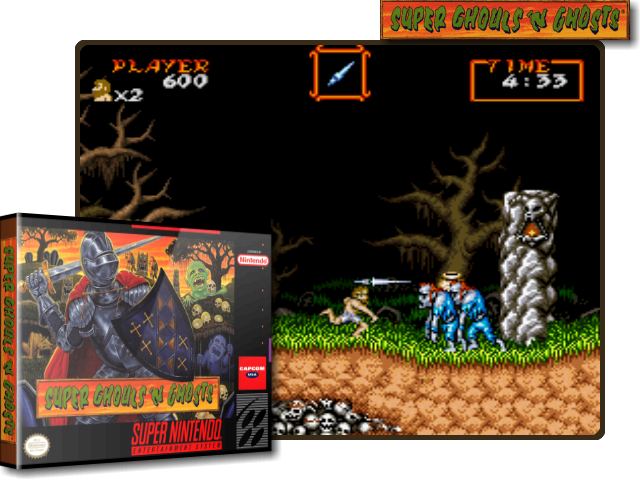 SUPER GHOULS 'N GHOSTS
PLAYER
600
x2
TIME
4:33
Nintendo
SUPER GHOULS 'N GHOSTS
CAPCOM
USA
SUPER GHOULS 'N GHOSTS
SUPER NINTENDO
ENTERTAINMENT SYSTEM